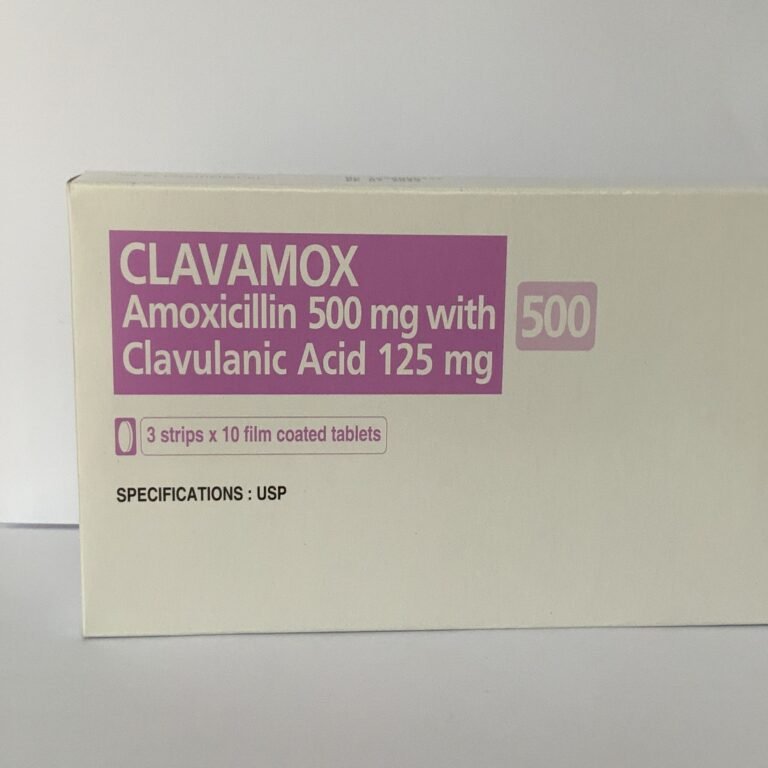 CLAVAMOX
Amoxicillin 500 mg with
Clavulanic Acid 125 mg
500
3 strips x 10 film coated tablets
SPECIFICATIONS : USP